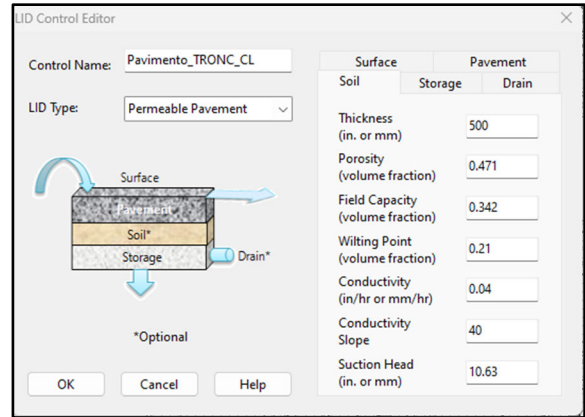 LID Control Editor
Control Name: Pavimento_TRONC_CL
LID Type: Permeable Pavement
Surface
Pavement
Soil*
Storage
Drain*
*Optional
OK Cancel Help
Surface Pavement
Soil Storage Drain
Thickness
(in. or mm) 500
Porosity
(volume fraction) 0.471
Field Capacity
(volume fraction) 0.342
Wilting Point
(volume fraction) 0.21
Conductivity
(in/hr or mm/hr) 0.04
Conductivity
Slope 40
Suction Head
(in. or mm) 10.63